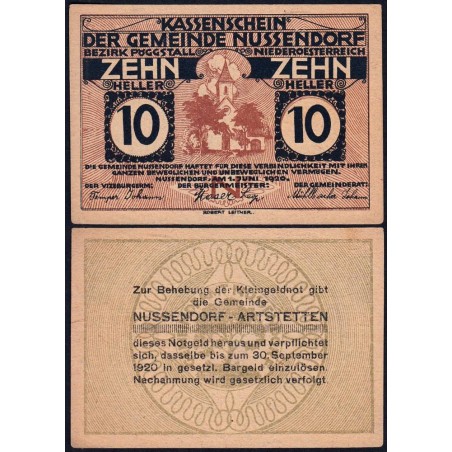 KASSENSCHEIN
DER GEMEINDE NUSSENDORF
BEZIRK PÖGGSTALL NIEDEROESTERREICH
ZEHN ZEHN
HELLER HELLER
10 10
DIE GEMEINDE NUSSENDORF HAFTET FÜR DIESE VERBINDLICHKEIT MIT IHREM
GANZEN BEWEGLICHEN UND UNBEWEGLICHEN VERMÖGEN.
NUSSENDORF, AM 1. JUNI 1920.
DER VIZEBÜRGERM: DER BÜRGERMEISTER: DER GEMEINDERAT:
ROBERT LEITNER.
Zur Behebung der Kleingeldnot gibt
die Gemeinde
NUSSENDORF - ARTSTETTEN
dieses Notgeld heraus und verpflichtet
sich, dasselbe bis zum 30. September
1920 in gesetzl. Bargeld einzulösen.
Nachahmung wird gesetzlich verfolgt.